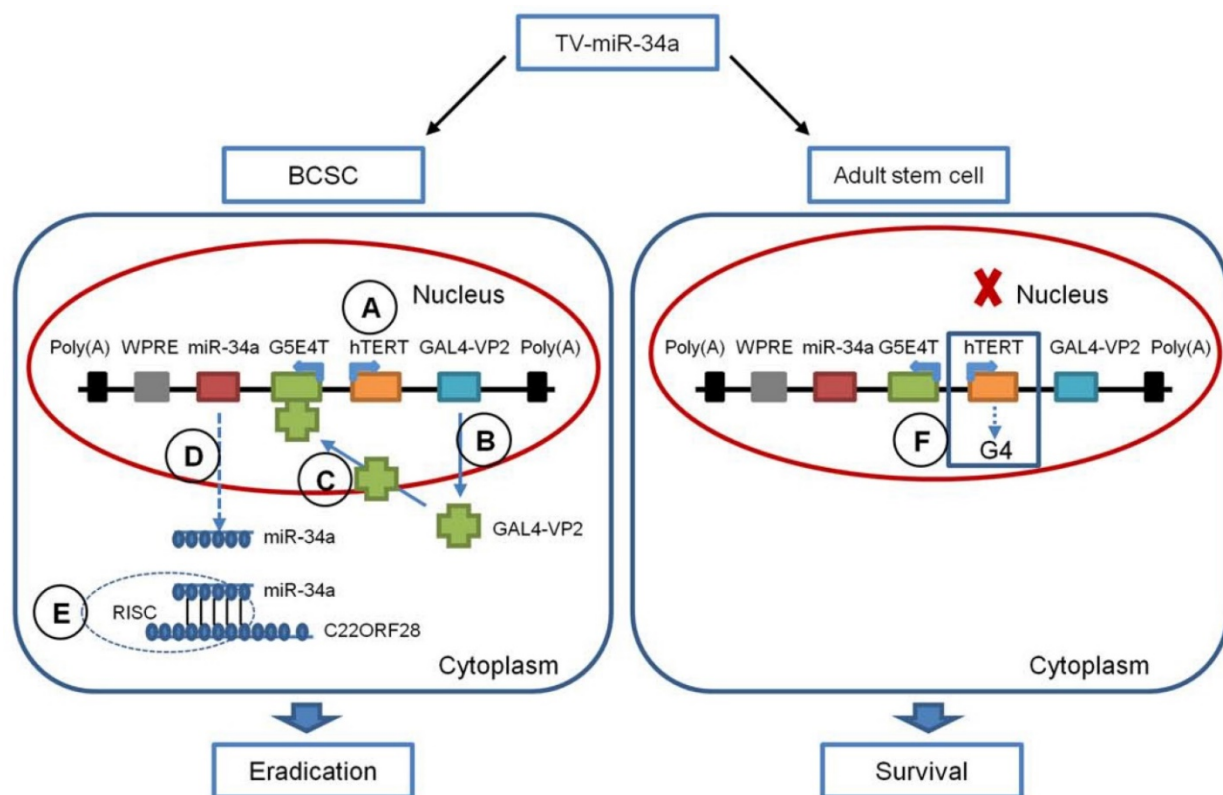 TV-miR-34a
BCSC
Adult stem cell
A
Nucleus
Poly(A) WPRE miR-34a G5E4T hTERT GAL4-VP2 Poly(A)
B
D
C
GAL4-VP2
miR-34a
miR-34a
E
RISC
C22ORF28
Cytoplasm
Eradication
Nucleus
Poly(A) WPRE miR-34a G5E4T hTERT GAL4-VP2 Poly(A)
F
G4
Cytoplasm
Survival